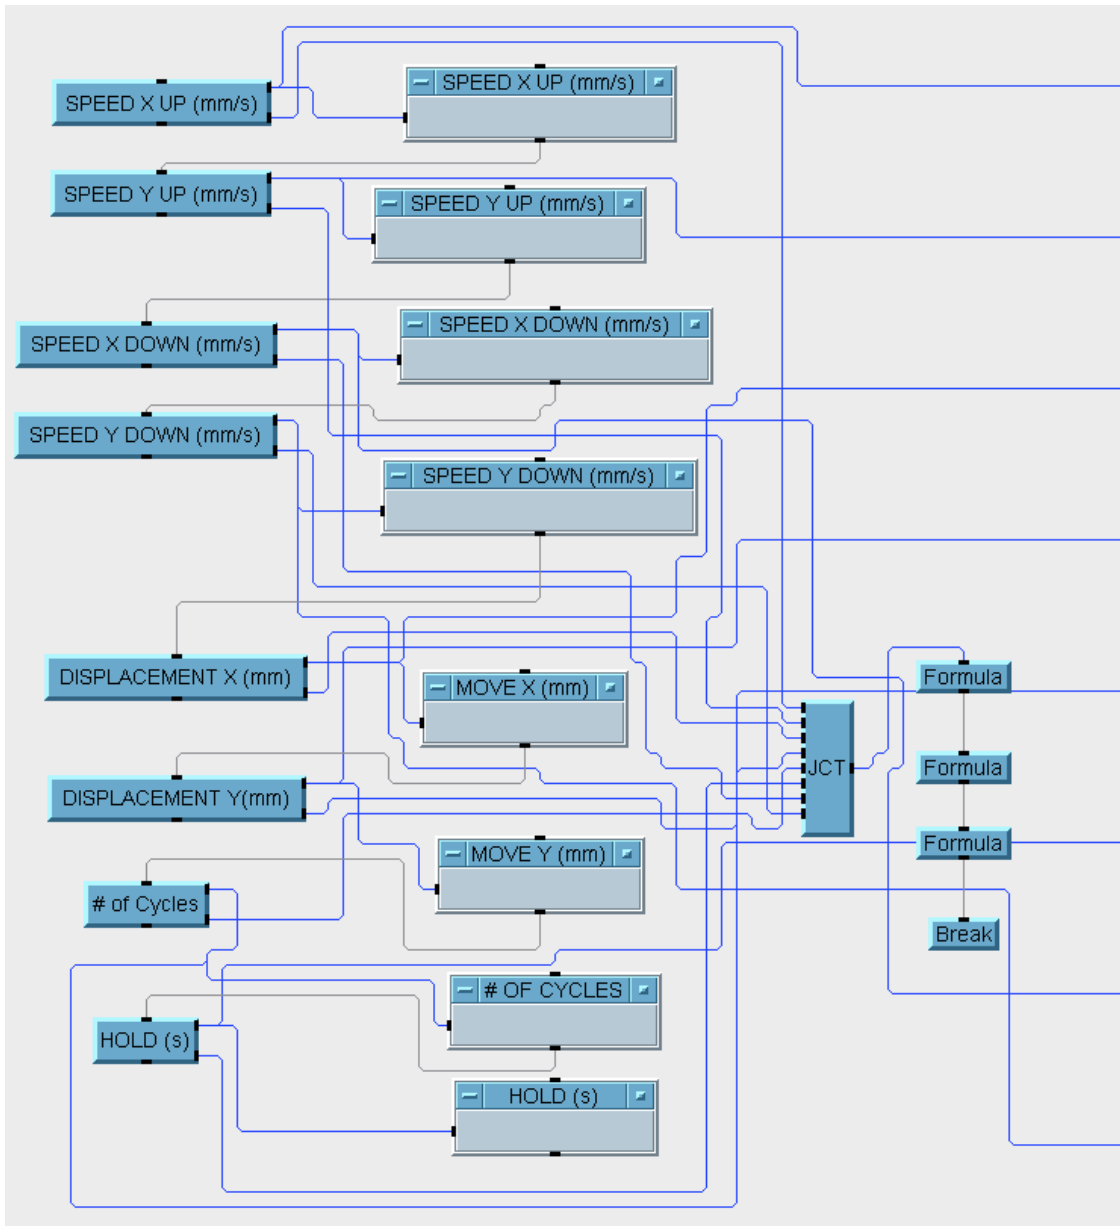 SPEED X UP (mm/s)
SPEED X UP (mm/s)
SPEED Y UP (mm/s)
SPEED Y UP (mm/s)
SPEED X DOWN (mm/s)
SPEED X DOWN (mm/s)
SPEED Y DOWN (mm/s)
SPEED Y DOWN (mm/s)
DISPLACEMENT X (mm)
MOVE X (mm)
Formula
JCT
Formula
DISPLACEMENT Y(mm)
MOVE Y (mm)
Formula
# of Cycles
Break
# OF CYCLES
HOLD (s)
HOLD (s)